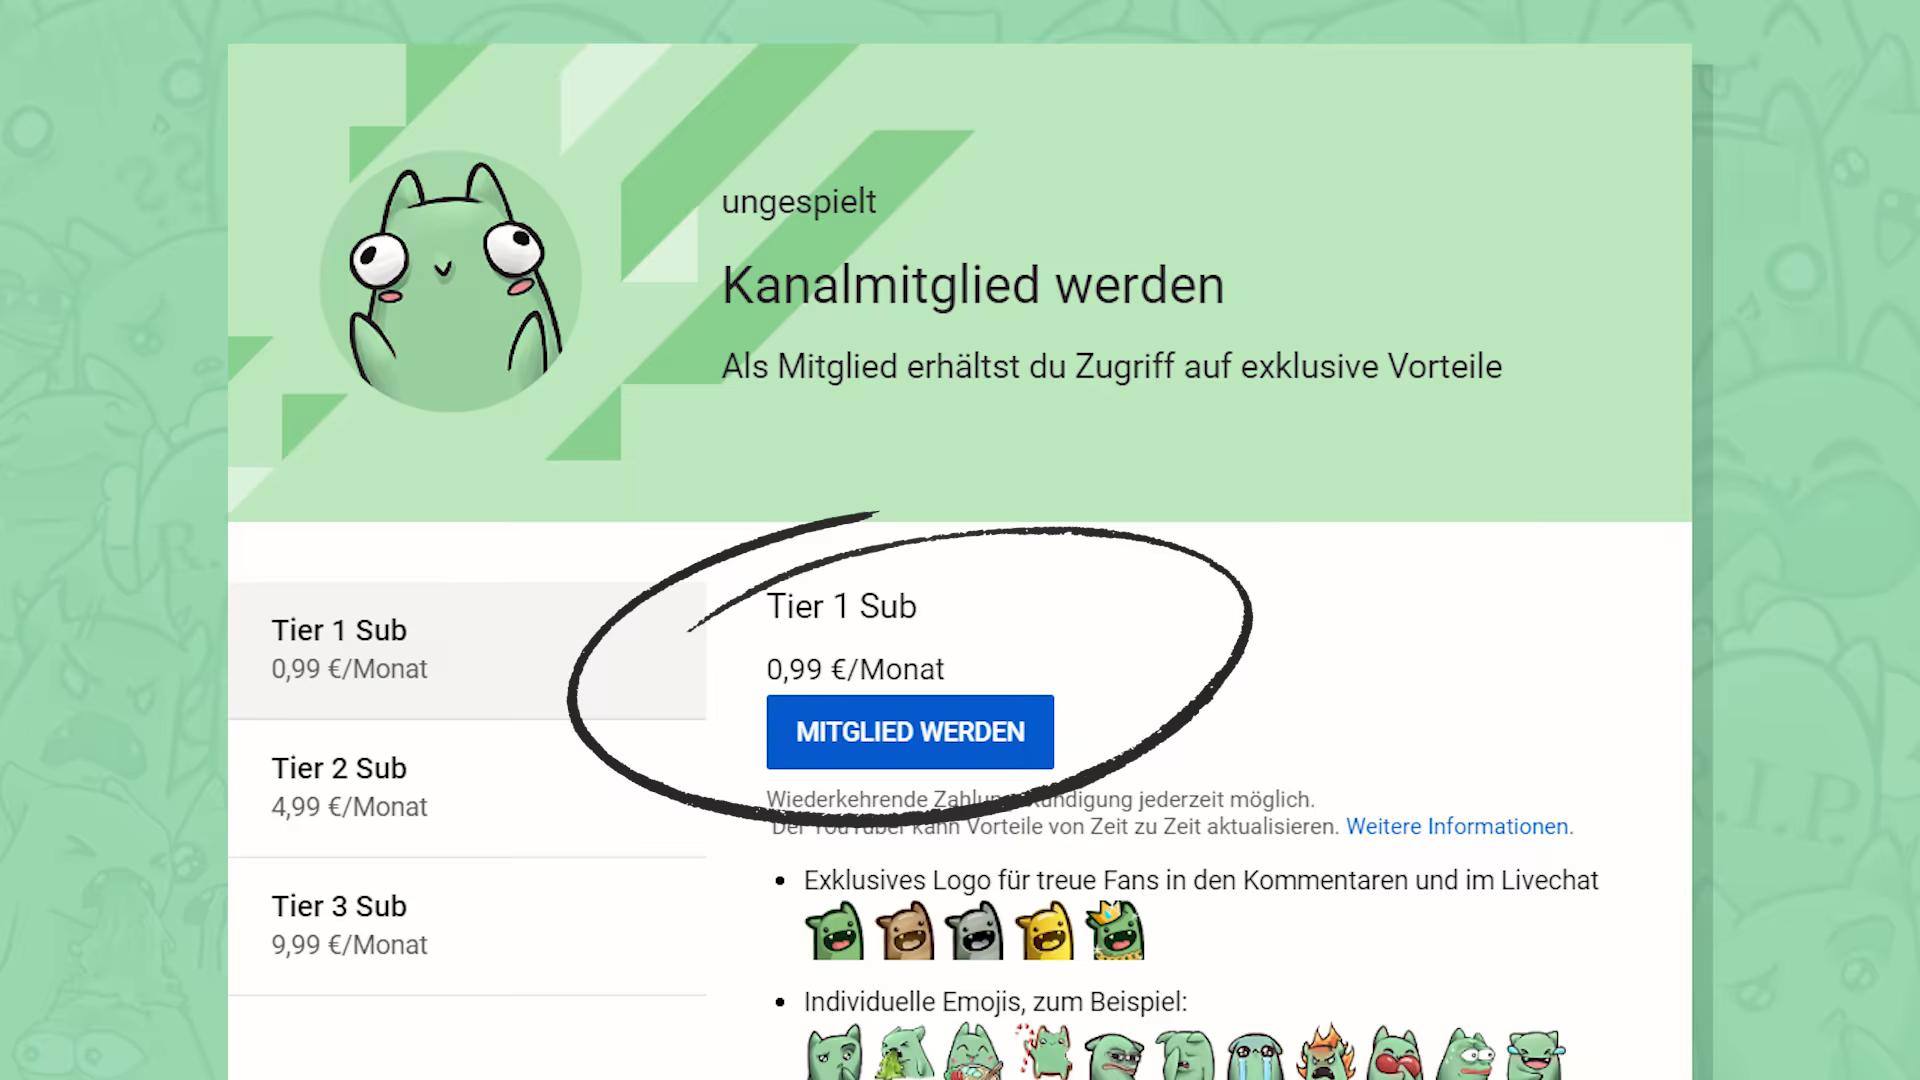 ungespielt
Kanalmitglied werden
Als Mitglied erhältst du Zugriff auf exklusive Vorteile
Tier 1 Sub
0,99 €/Monat
Tier 2 Sub
4,99 €/Monat
Tier 3 Sub
9,99 €/Monat
Tier 1 Sub
0,99 €/Monat
MITGLIED WERDEN
Wiederkehrende Zahlung. Kündigung jederzeit möglich.
Der YouTuber kann Vorteile von Zeit zu Zeit aktualisieren. Weitere Informationen.
• Exklusives Logo für treue Fans in den Kommentaren und im Livechat
• Individuelle Emojis, zum Beispiel:
R.
R.I.P.